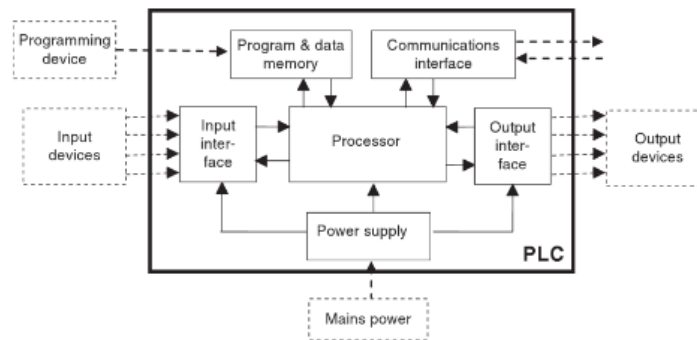 Programming
device
Program & data
memory
Communications
interface
Input
devices
Input
inter-
face
Processor
Output
inter-
face
Output
devices
Power supply
PLC
Mains power